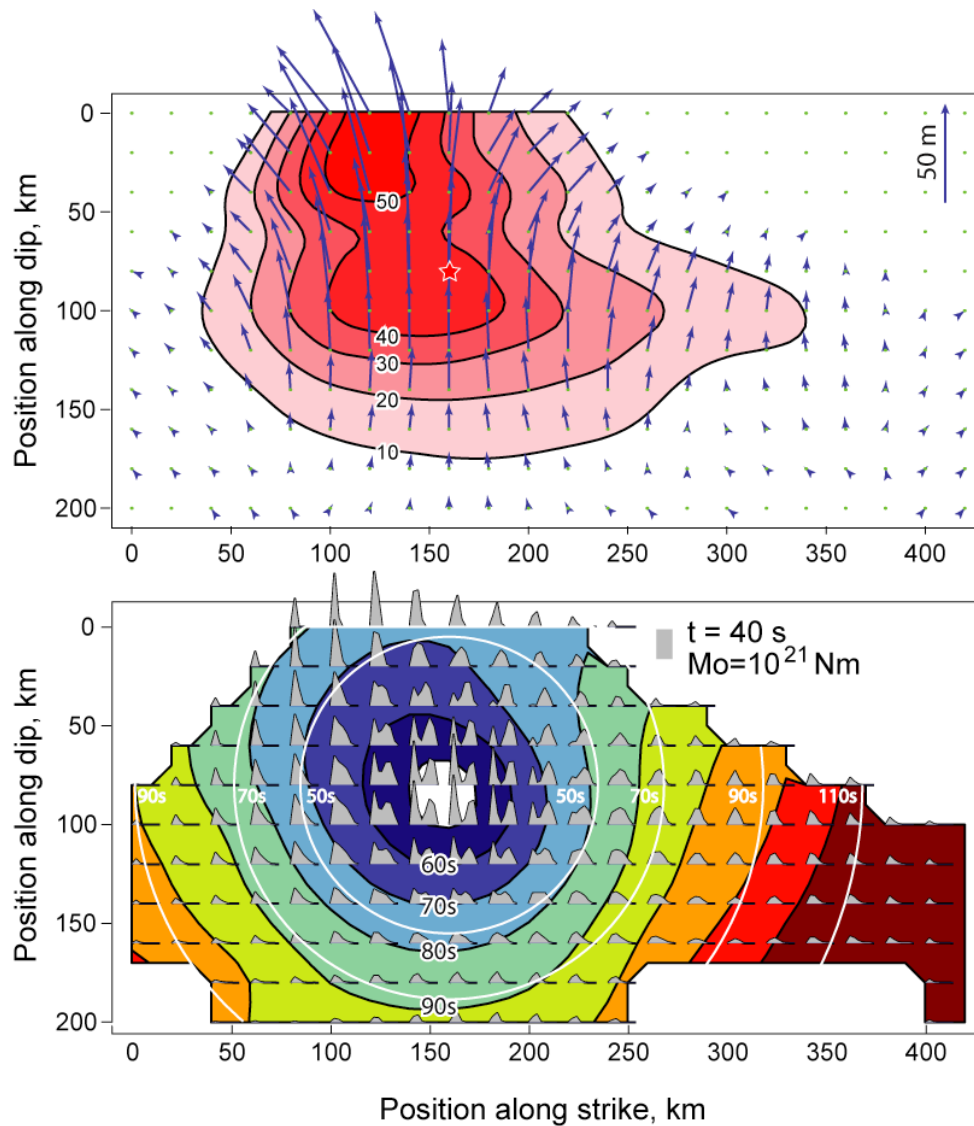 0
50
100
150
200
Position along dip, km
50 m
50
40
30
20
10
0 50 100 150 200 250 300 350 400
0
50
100
150
200
Position along dip, km
t = 40 s
Mo=10²¹ Nm
90s 70s 50s 50s 70s 90s 110s
60s
70s
80s
90s
0 50 100 150 200 250 300 350 400
Position along strike, km